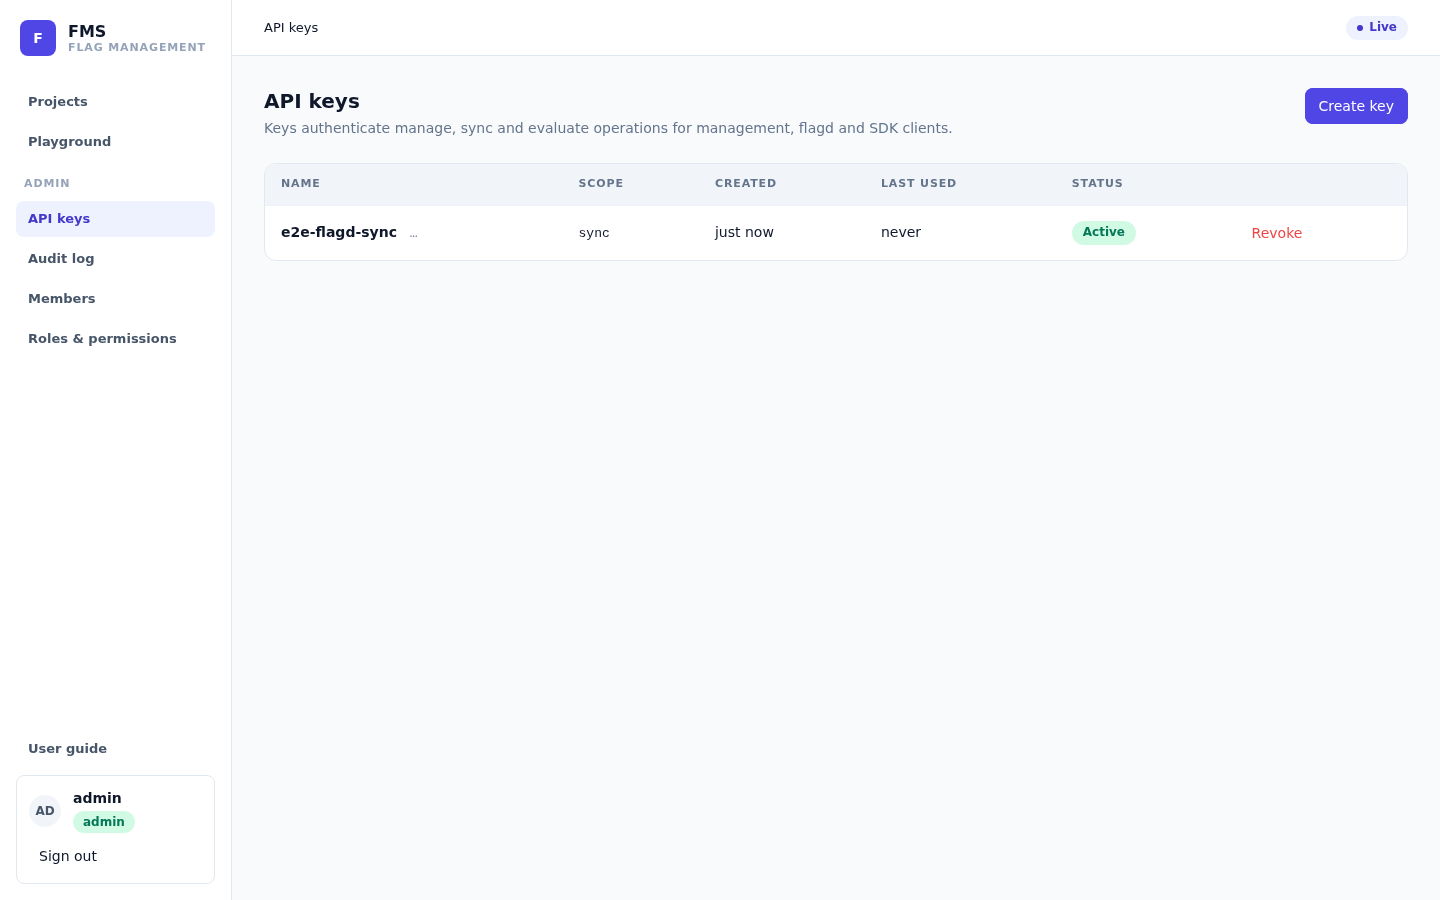 F
FMS
FLAG MANAGEMENT
Projects
Playground
ADMIN
API keys
Audit log
Members
Roles & permissions
User guide
AD
admin
admin
Sign out
API keys
Live
API keys
Keys authenticate manage, sync and evaluate operations for management, flagd and SDK clients.
Create key
NAME SCOPE CREATED LAST USED STATUS
e2e-flagd-sync … sync just now never Active Revoke